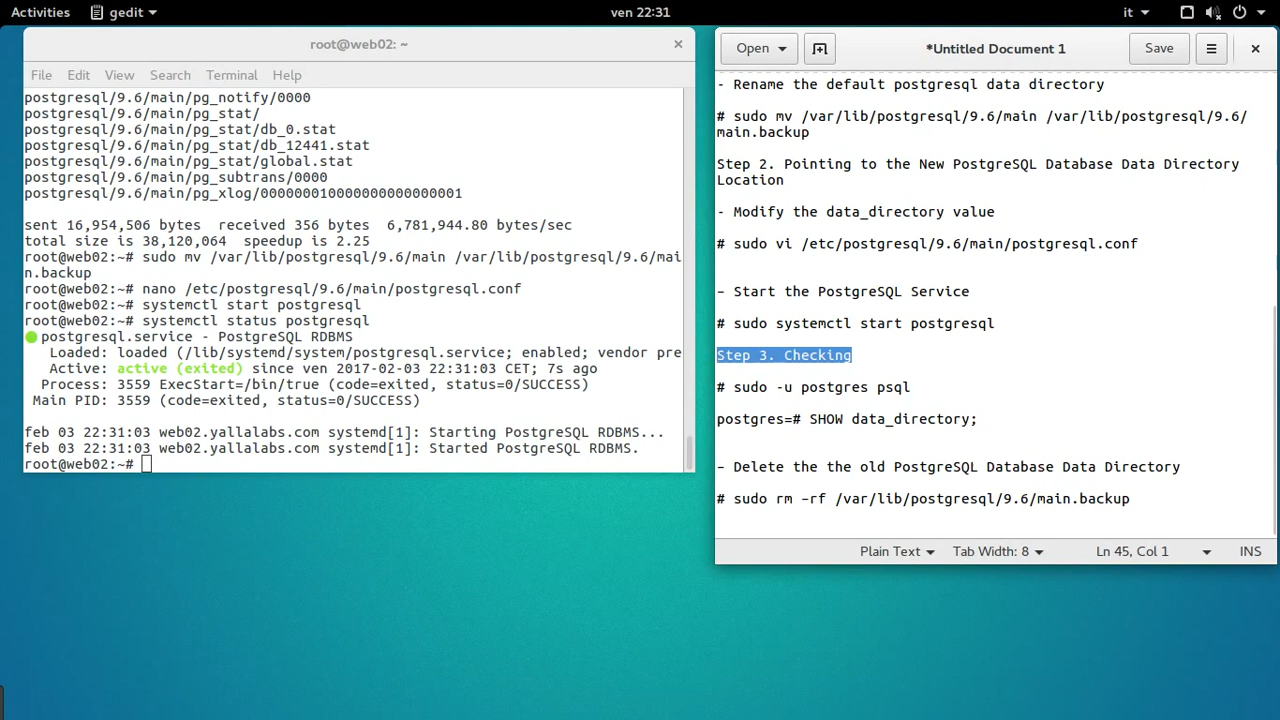 Activities gedit ven 22:31 it
root@web02: ~
File Edit View Search Terminal Help
postgresql/9.6/main/pg_notify/0000
postgresql/9.6/main/pg_stat/
postgresql/9.6/main/pg_stat/db_0.stat
postgresql/9.6/main/pg_stat/db_12441.stat
postgresql/9.6/main/pg_stat/global.stat
postgresql/9.6/main/pg_subtrans/0000
postgresql/9.6/main/pg_xlog/000000010000000000000001
sent 16,954,506 bytes  received 356 bytes  6,781,944.80 bytes/sec
total size is 38,120,064  speedup is 2.25
root@web02:~# sudo mv /var/lib/postgresql/9.6/main /var/lib/postgresql/9.6/mai
n.backup
root@web02:~# nano /etc/postgresql/9.6/main/postgresql.conf
root@web02:~# systemctl start postgresql
root@web02:~# systemctl status postgresql
postgresql.service - PostgreSQL RDBMS
Loaded: loaded (/lib/systemd/system/postgresql.service; enabled; vendor pre
Active: active (exited) since ven 2017-02-03 22:31:03 CET; 7s ago
Process: 3559 ExecStart=/bin/true (code=exited, status=0/SUCCESS)
Main PID: 3559 (code=exited, status=0/SUCCESS)
feb 03 22:31:03 web02.yallalabs.com systemd[1]: Starting PostgreSQL RDBMS...
feb 03 22:31:03 web02.yallalabs.com systemd[1]: Started PostgreSQL RDBMS.
root@web02:~#
Open *Untitled Document 1 Save
- Rename the default postgresql data directory
# sudo mv /var/lib/postgresql/9.6/main /var/lib/postgresql/9.6/
main.backup
Step 2. Pointing to the New PostgreSQL Database Data Directory
Location
- Modify the data_directory value
# sudo vi /etc/postgresql/9.6/main/postgresql.conf
– Start the PostgreSQL Service
# sudo systemctl start postgresql
Step 3. Checking
# sudo -u postgres psql
postgres=# SHOW data_directory;
– Delete the the old PostgreSQL Database Data Directory
# sudo rm –rf /var/lib/postgresql/9.6/main.backup
Plain Text Tab Width: 8 Ln 45, Col 1 INS